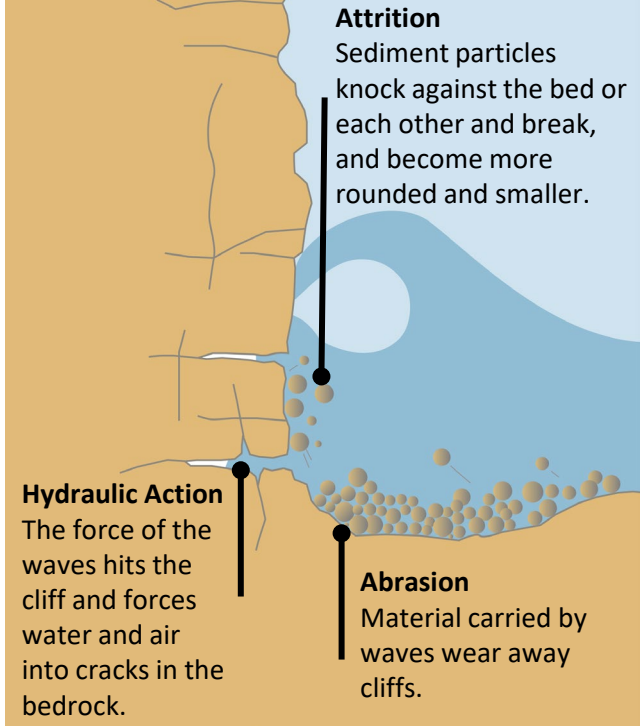 Attrition
Sediment particles
knock against the bed or
each other and break,
and become more
rounded and smaller.
Hydraulic Action
The force of the
waves hits the
cliff and forces
water and air
into cracks in the
bedrock.
Abrasion
Material carried by
waves wear away
cliffs.